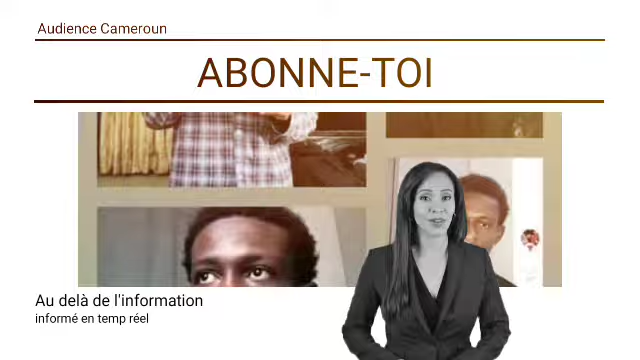 Audience Cameroun
ABONNE-TOI
Au delà de l'information
informé en temp réel